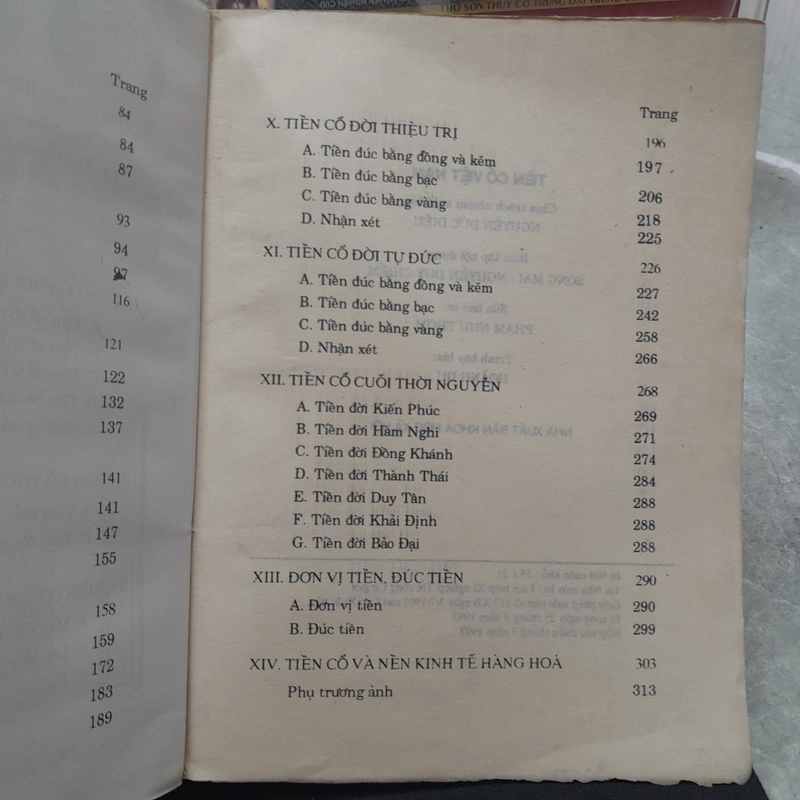 Trang
84
84
87
93
94
97
116
121
122
132
137
141
141
147
155
158
159
172
183
189
Trang
X. TIỀN CỔ ĐỜI THIỆU TRỊ 196
A. Tiền đúc bằng đồng và kẽm 197
B. Tiền đúc bằng bạc 206
C. Tiền đúc bằng vàng 218
D. Nhận xét 225
XI. TIỀN CỔ ĐỜI TỰ ĐỨC 226
A. Tiền đúc bằng đồng và kẽm 227
B. Tiền đúc bằng bạc 242
C. Tiền đúc bằng vàng 258
D. Nhận xét 266
XII. TIỀN CỔ CUỐI THỜI NGUYỄN 268
A. Tiền đời Kiến Phúc 269
B. Tiền đời Hàm Nghi 271
C. Tiền đời Đồng Khánh 274
D. Tiền đời Thành Thái 284
E. Tiền đời Duy Tân 288
F. Tiền đời Khải Định 288
G. Tiền đời Bảo Đại 288
XIII. ĐƠN VỊ TIỀN, ĐÚC TIỀN 290
A. Đơn vị tiền 290
B. Đúc tiền 299
XIV. TIỀN CỔ VÀ NỀN KINH TẾ HÀNG HOÁ 303
Phụ trương ảnh 313